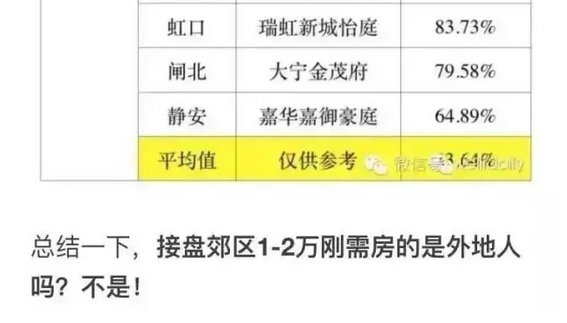 虹口 瑞虹新城怡庭 83.73%
闸北 大宁金茂府 79.58%
静安 嘉华嘉御豪庭 64.89%
平均值 仅供参考 3.64%
微信号
总结一下，接盘郊区1-2万刚需房的是外地人
吗？不是！